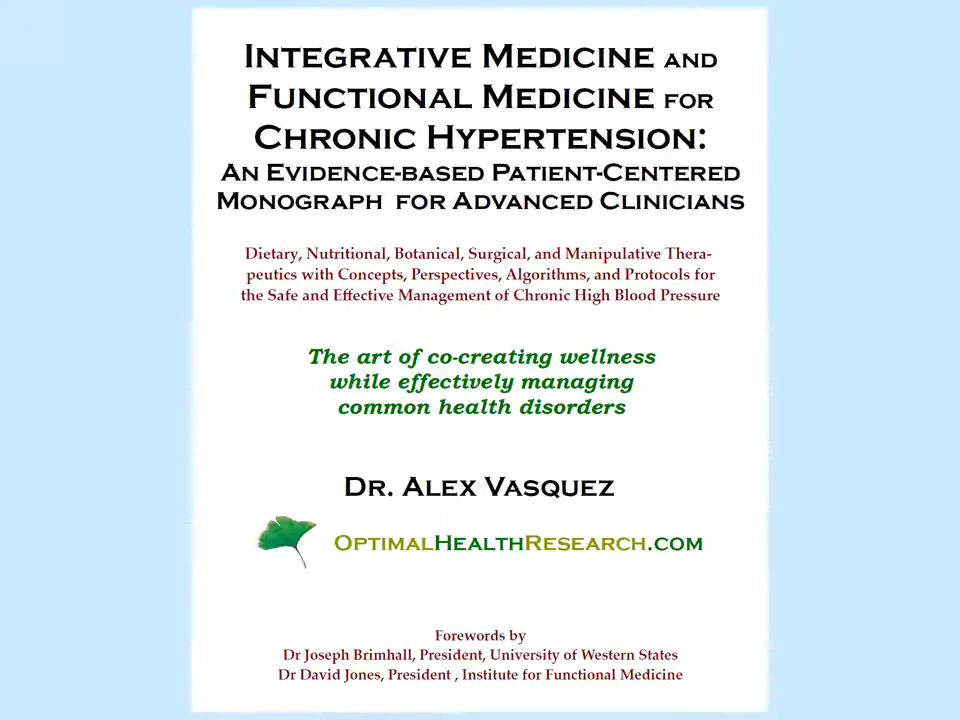 Integrative Medicine and
Functional Medicine for
Chronic Hypertension:
An Evidence-based Patient-Centered
Monograph for Advanced Clinicians
Dietary, Nutritional, Botanical, Surgical, and Manipulative Thera-
peutics with Concepts, Perspectives, Algorithms, and Protocols for
the Safe and Effective Management of Chronic High Blood Pressure
The art of co-creating wellness
while effectively managing
common health disorders
Dr. Alex Vasquez
OptimalHealthResearch.com
Forewords by
Dr Joseph Brimhall, President, University of Western States
Dr David Jones, President , Institute for Functional Medicine